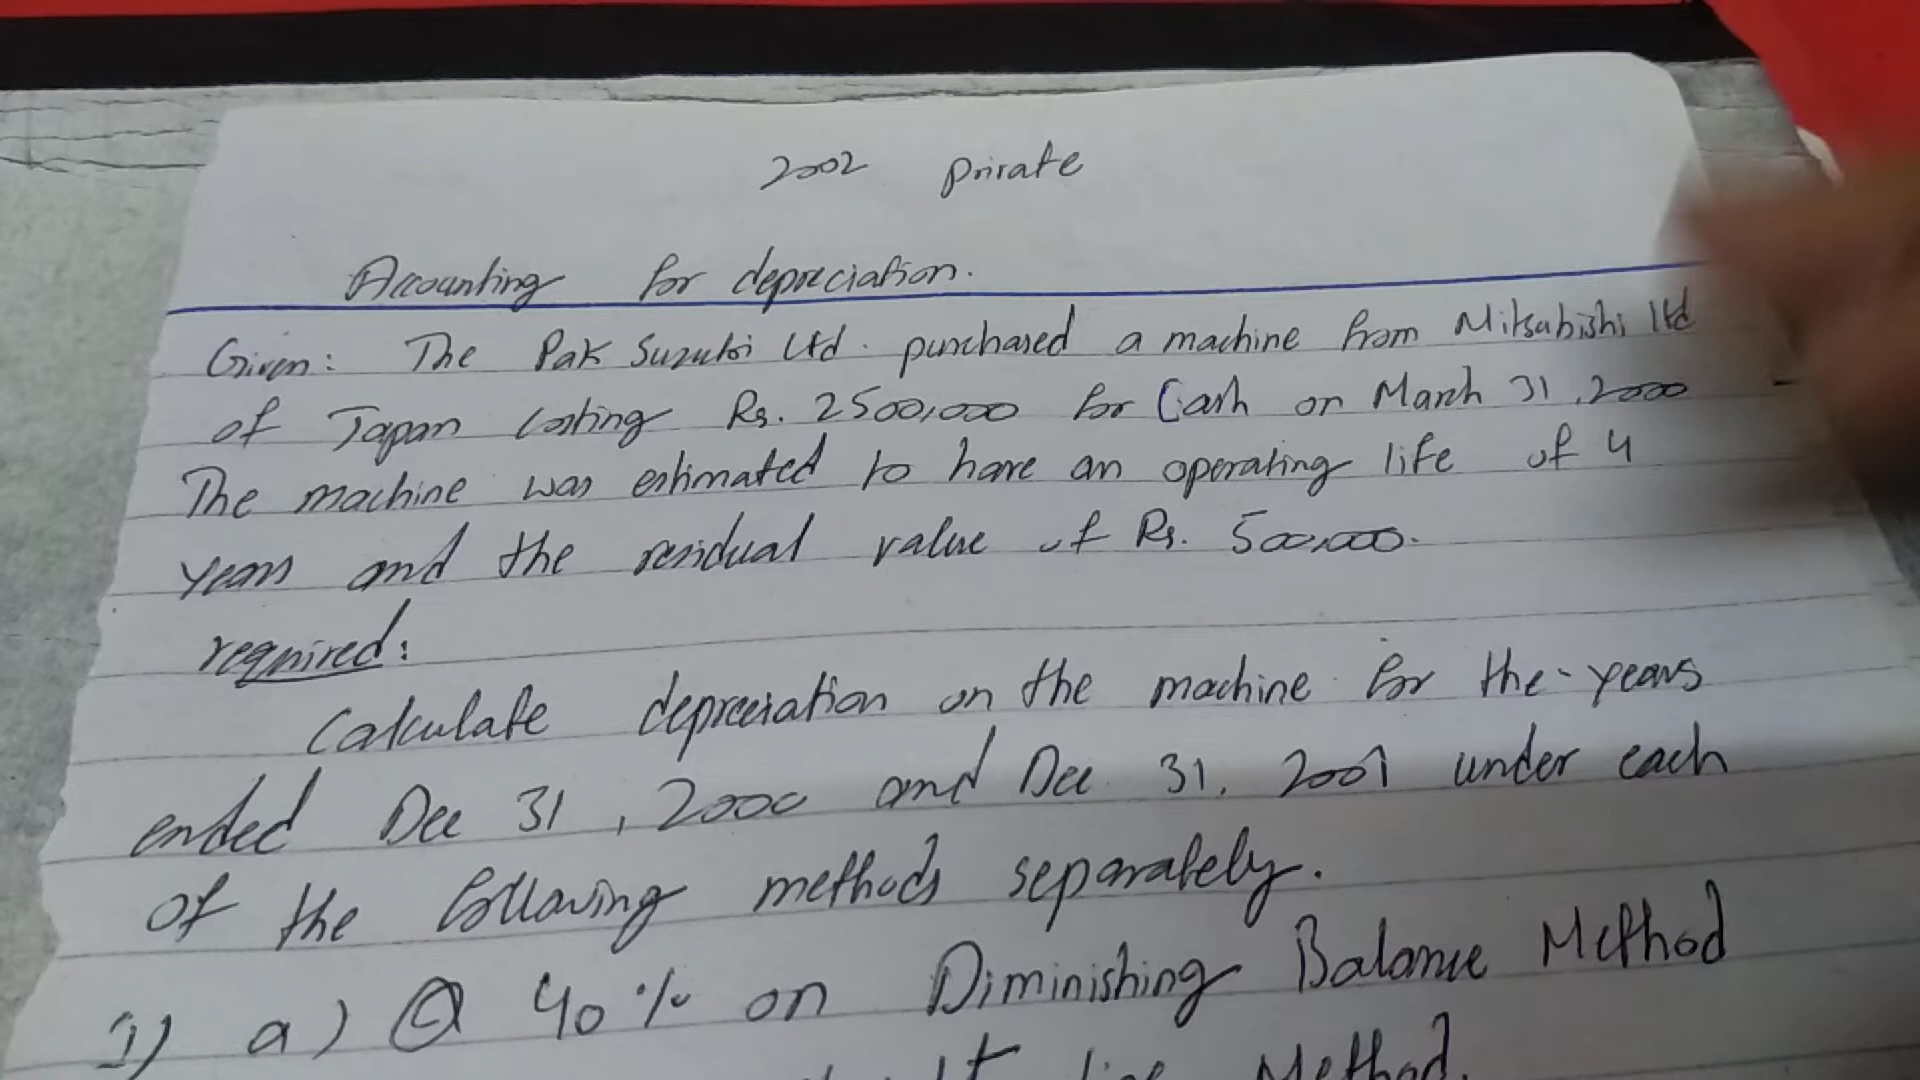 2002 private
Accounting for depreciation.
Given: The Pak Suzuki Ltd. purchased a machine from Mitsubishi ltd
of Japan costing Rs. 2500,000 for Cash on March 31, 2000
The machine was estimated to have an operating life of 4
years and the residual value of Rs. 500,000.
required:
Calculate depreciation on the machine for the years
ended Dec 31, 2000 and Dec 31, 2001 under each
of the following methods separately.
1) a) @ 40% on Diminishing Balance Method
line Method.